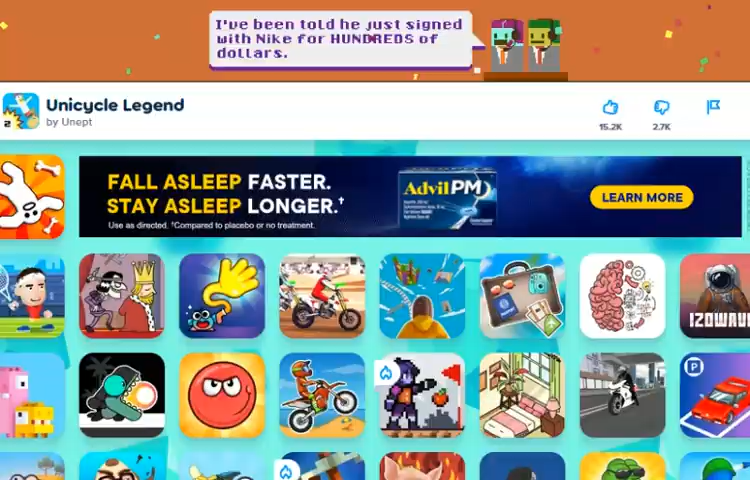 I've been told he just signed
with Nike for HUNDREDS of
dollars.
Unicycle Legend
by Unept
15.2K
2.7K
2
FALL ASLEEP FASTER.
STAY ASLEEP LONGER.†
Use as directed. †Compared to placebo or no treatment.
Advil PM
LEARN MORE
IZOWAVE
P